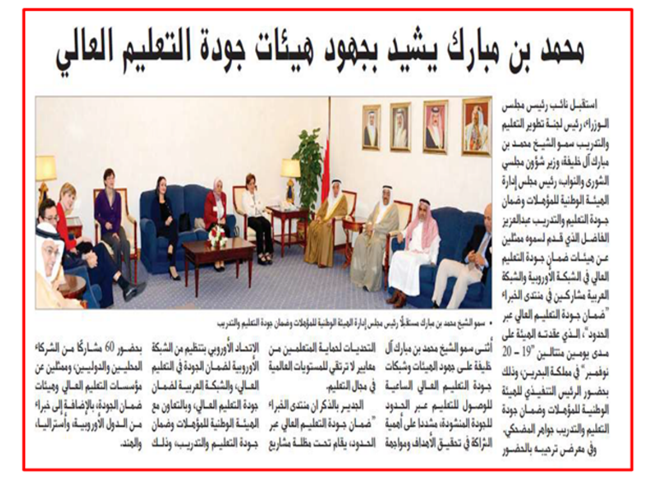 محمد بن مبارك يشيد بجهود هيئات جودة التعليم العالي
استقبل نائب رئيس مجلس
الوزراء رئيس لجنة تطوير التعليم
والتدريب سمو الشيخ محمد بن
مبارك آل خليفة، وزير شؤون مجلسي
الشورى والنواب، رئيس مجلس إدارة
الهيئة الوطنية للمؤهلات وضمان
جودة التعليم والتدريب عبدالعزيز
الفاضل الذي قدم لسموه ممثلين
عن هيئات ضمان جودة التعليم
العالي في الشبكة الأوروبية والشبكة
العربية مشاركين في منتدى الخبراء
"ضمان جودة التعليم العالي عبر
الحدود"، الذي عقدته الهيئة على
مدى يومين متتالين "19 – 20
نوفمبر" في مملكة البحرين، وذلك
بحضور الرئيس التنفيذي للهيئة
الوطنية للمؤهلات وضمان جودة
التعليم والتدريب جواهر المضحكي.
وفي معرض ترحيبه بالحضور
• سمو الشيخ محمد بن مبارك مستقبلاً رئيس مجلس إدارة الهيئة الوطنية للمؤهلات وضمان جودة التعليم والتدريب
أثنى سمو الشيخ محمد بن مبارك آل
خليفة على جهود الهيئات وشبكات
جودة التعليم العالي الساعية
للوصول للتعليم عبر الحدود
للجودة المنشودة، مشددا على أهمية
الشراكة في تحقيق الأهداف ومواجهة
التحديات لحماية المتعلمين من
معايير لا ترتقي للمستويات العالمية
في مجال التعليم.
الجدير بالذكر ان منتدى الخبراء
"ضمان جودة التعليم العالي عبر
الحدود، يقام تحت مظلة مشاريع
الاتحاد الأوروبي بتنظيم من الشبكة
الأوروبية لضمان الجودة في التعليم
العالي، والشبكة العربية لضمان
جودة التعليم العالي، وبالتعاون مع
الهيئة الوطنية للمؤهلات وضمان
جودة التعليم والتدريب، وذلك
بحضور 60 مشاركًا من الشركاء
المحليين والدوليين، وممثلين عن
مؤسسات التعليم العالي وهيئات
ضمان الجودة، بالإضافة إلى خبراء
من الدول الأوروبية، وأستراليا،
والهند.